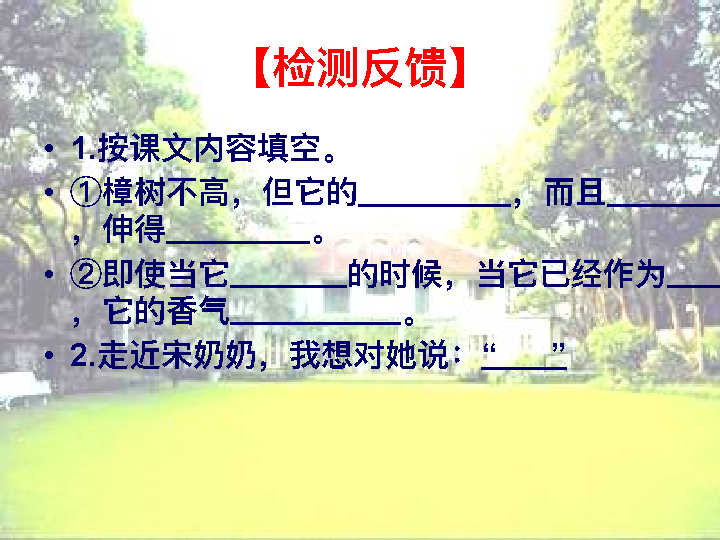 【检测反馈】
• 1.按课文内容填空。
• ①樟树不高，但它的_________，而且_______
，伸得________。
• ②即使当它_______的时候，当它已经作为___
，它的香气__________。
• 2.走近宋奶奶，我想对她说：“____”